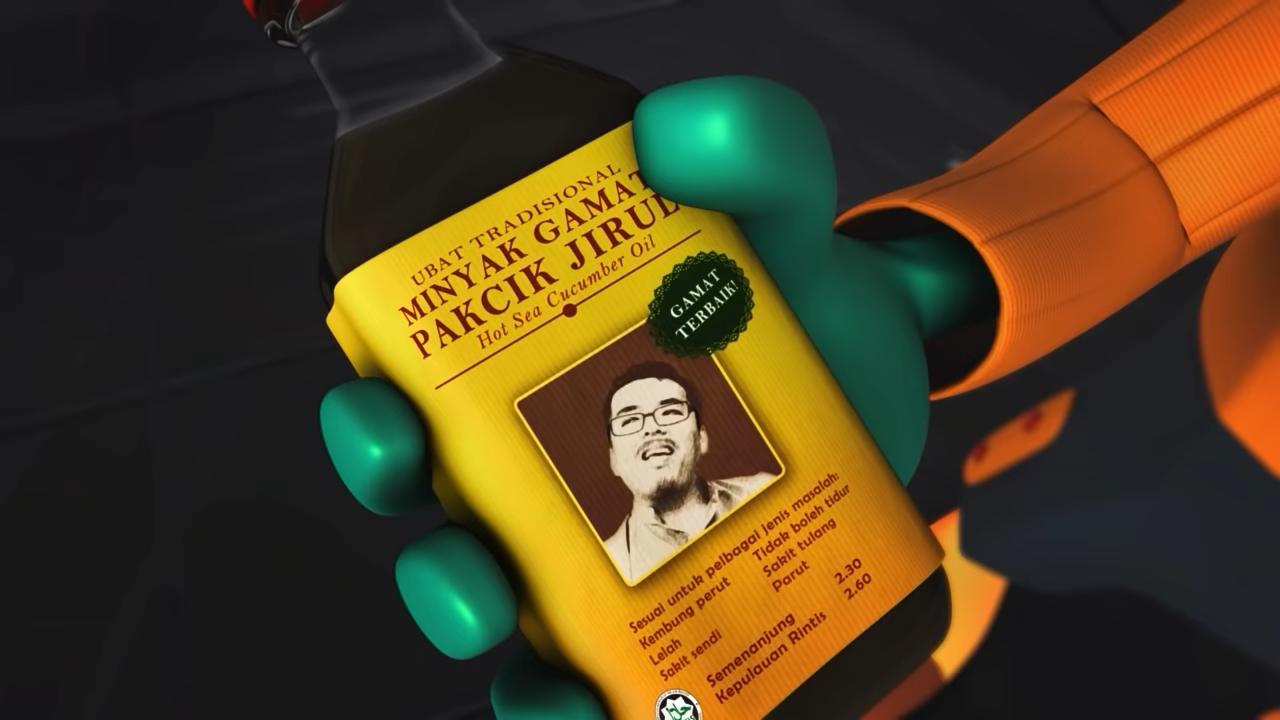 UBAT TRADISIONAL
MINYAK GAMAT
PAKCIK JIRUL
Hot Sea Cucumber Oil
GAMAT
TERBAIK!
Sesuai untuk pelbagai jenis masalah:
Kembung perut Tidak boleh tidur
Lelah Sakit tulang
Sakit sendi Parut
Semenanjung 2.30
Kepulauan Rintis 2.60